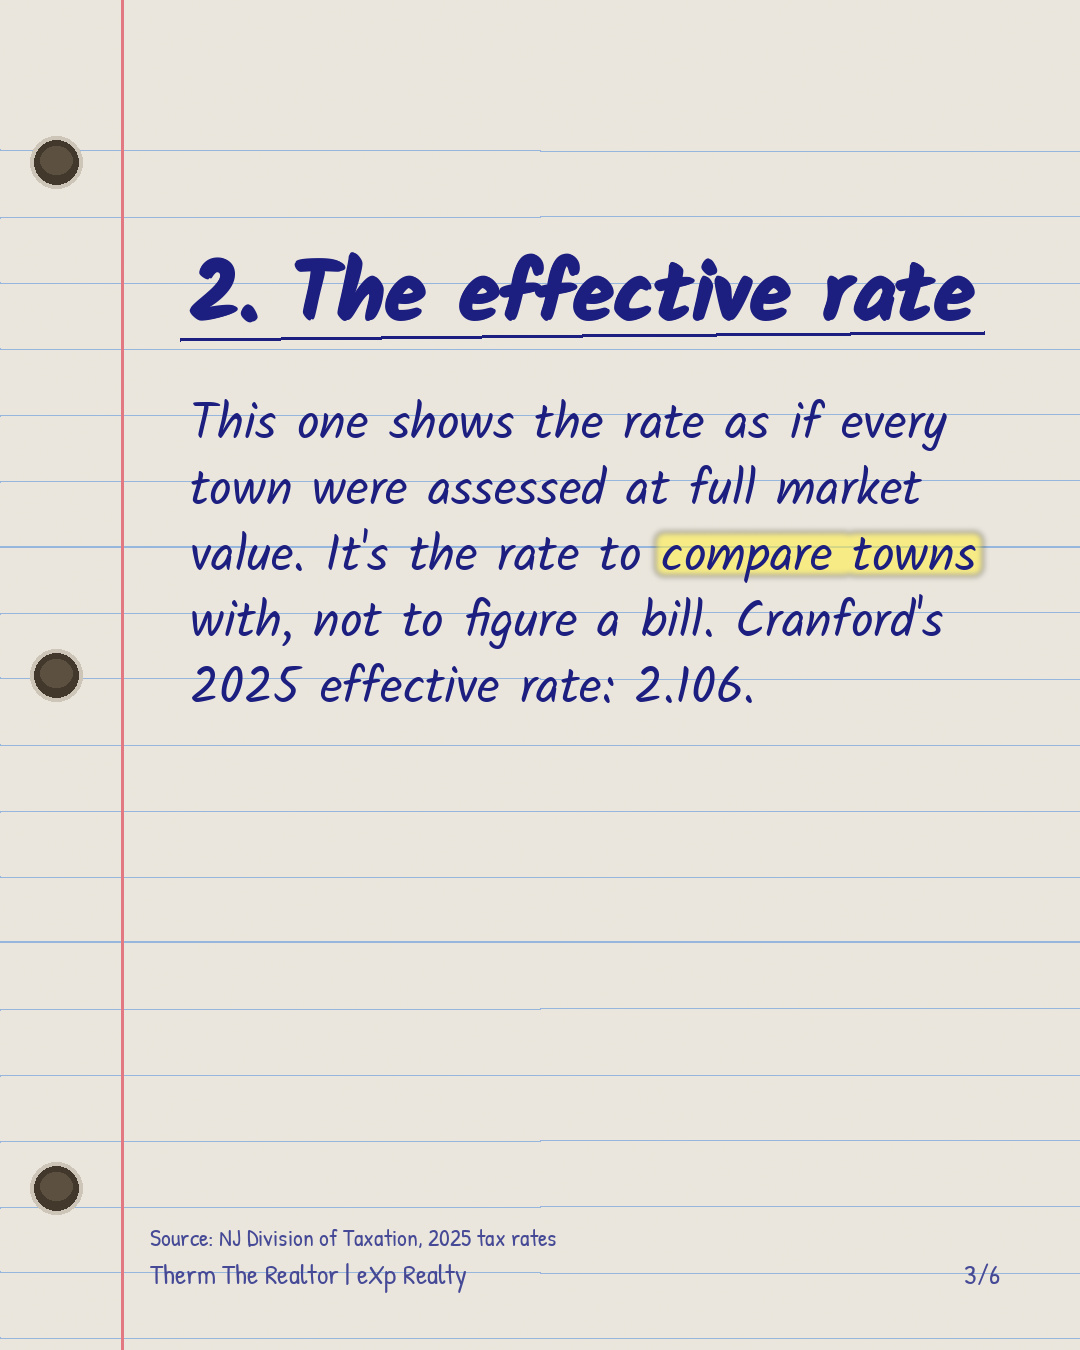 2. The effective rate
This one shows the rate as if every
town were assessed at full market
value. It's the rate to compare towns
with, not to figure a bill. Cranford's
2025 effective rate: 2.106.
Source: NJ Division of Taxation, 2025 tax rates
Therm The Realtor | eXp Realty
3/6